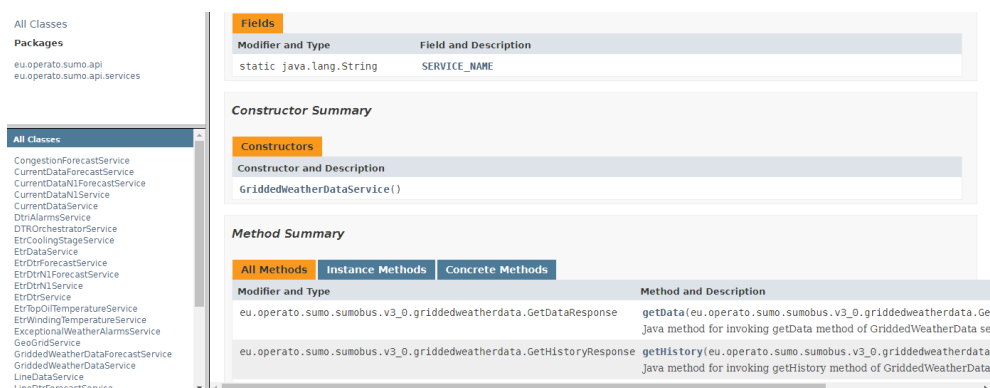 All Classes
Packages
eu.operato.sumo.api
eu.operato.sumo.api.services
All Classes
CongestionForecastService
CurrentDataForecastService
CurrentDataN1ForecastService
CurrentDataN1Service
CurrentDataService
DtriAlarmsService
DTROrchestratorService
EtrCoolingStageService
EtrDataService
EtrDtrForecastService
EtrDtrN1ForecastService
EtrDtrN1Service
EtrDtrService
EtrTopOilTemperatureService
EtrWindingTemperatureService
ExceptionalWeatherAlarmsService
GeoGridService
GriddedWeatherDataForecastService
GriddedWeatherDataService
LineDataService
LineDtrForecastService
Fields
Modifier and Type Field and Description
static java.lang.String SERVICE_NAME
Constructor Summary
Constructors
Constructor and Description
GriddedWeatherDataService()
Method Summary
All Methods Instance Methods Concrete Methods
Modifier and Type Method and Description
eu.operato.sumo.sumobus.v3_0.griddedweatherdata.GetDataResponse getData(eu.operato.sumo.sumobus.v3_0.griddedweatherdata.Ge
Java method for invoking getData method of GriddedWeatherData se
eu.operato.sumo.sumobus.v3_0.griddedweatherdata.GetHistoryResponse getHistory(eu.operato.sumo.sumobus.v3_0.griddedweatherdata
Java method for invoking getHistory method of GriddedWeatherData